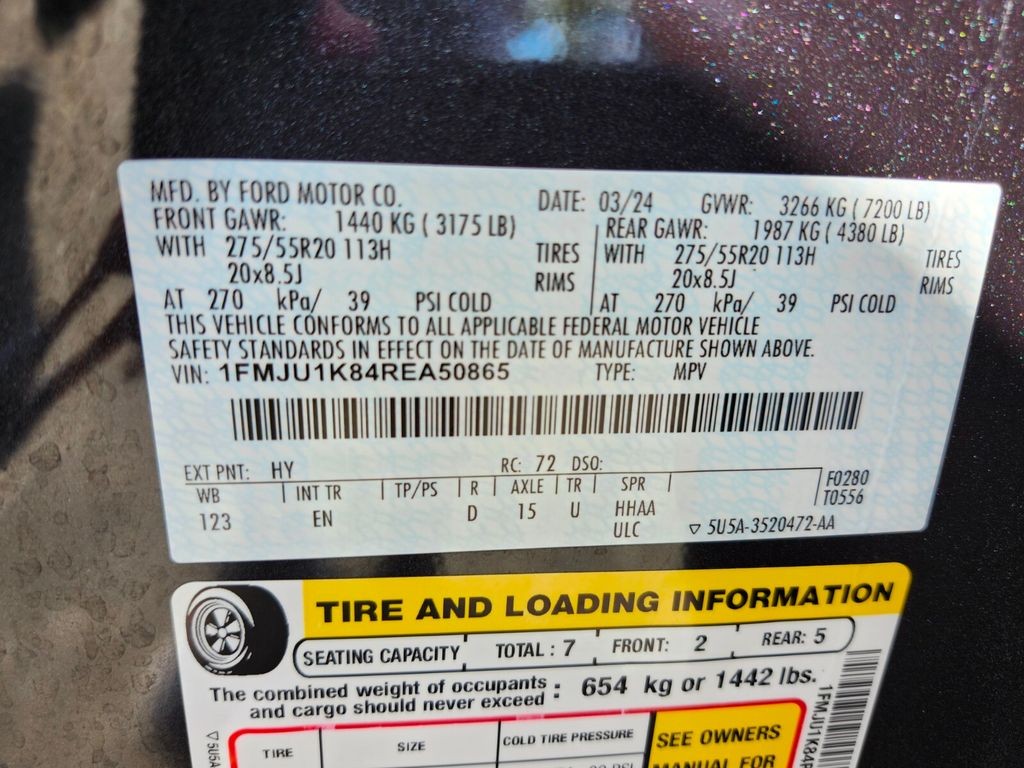 MFD. BY FORD MOTOR CO. DATE: 03/24 GVWR: 3266 KG ( 7200 LB)
FRONT GAWR: 1440 KG ( 3175 LB) REAR GAWR: 1987 KG ( 4380 LB)
WITH 275/55R20 113H TIRES WITH 275/55R20 113H TIRES
20x8.5J RIMS 20x8.5J RIMS
AT 270 kPa/ 39 PSI COLD AT 270 kPa/ 39 PSI COLD
THIS VEHICLE CONFORMS TO ALL APPLICABLE FEDERAL MOTOR VEHICLE
SAFETY STANDARDS IN EFFECT ON THE DATE OF MANUFACTURE SHOWN ABOVE.
VIN: 1FMJU1K84REA50865 TYPE: MPV
EXT PNT: HY RC: 72 DSO:
WB INT TR TP/PS R AXLE TR SPR F0280
123 EN D 15 U HHAA T0556
ULC ▽ 5U5A-3520472-AA
TIRE AND LOADING INFORMATION
SEATING CAPACITY TOTAL : 7 FRONT: 2 REAR: 5
The combined weight of occupants and cargo should never exceed : 654 kg or 1442 lbs.
TIRE SIZE COLD TIRE PRESSURE SEE OWNERS
MANUAL FOR
▽ 5U5A
1FMJU1K84R